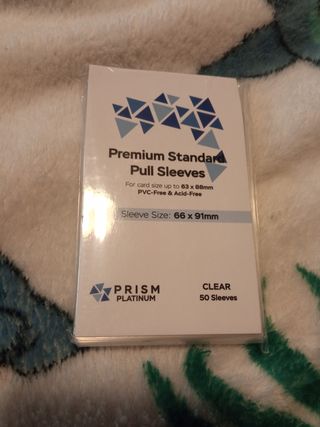 Premium Standard
Pull Sleeves
For card size up to 63 x 88mm
PVC-Free & Acid-Free
Sleeve Size: 66 x 91mm
PRISM
PLATINUM
CLEAR
50 Sleeves